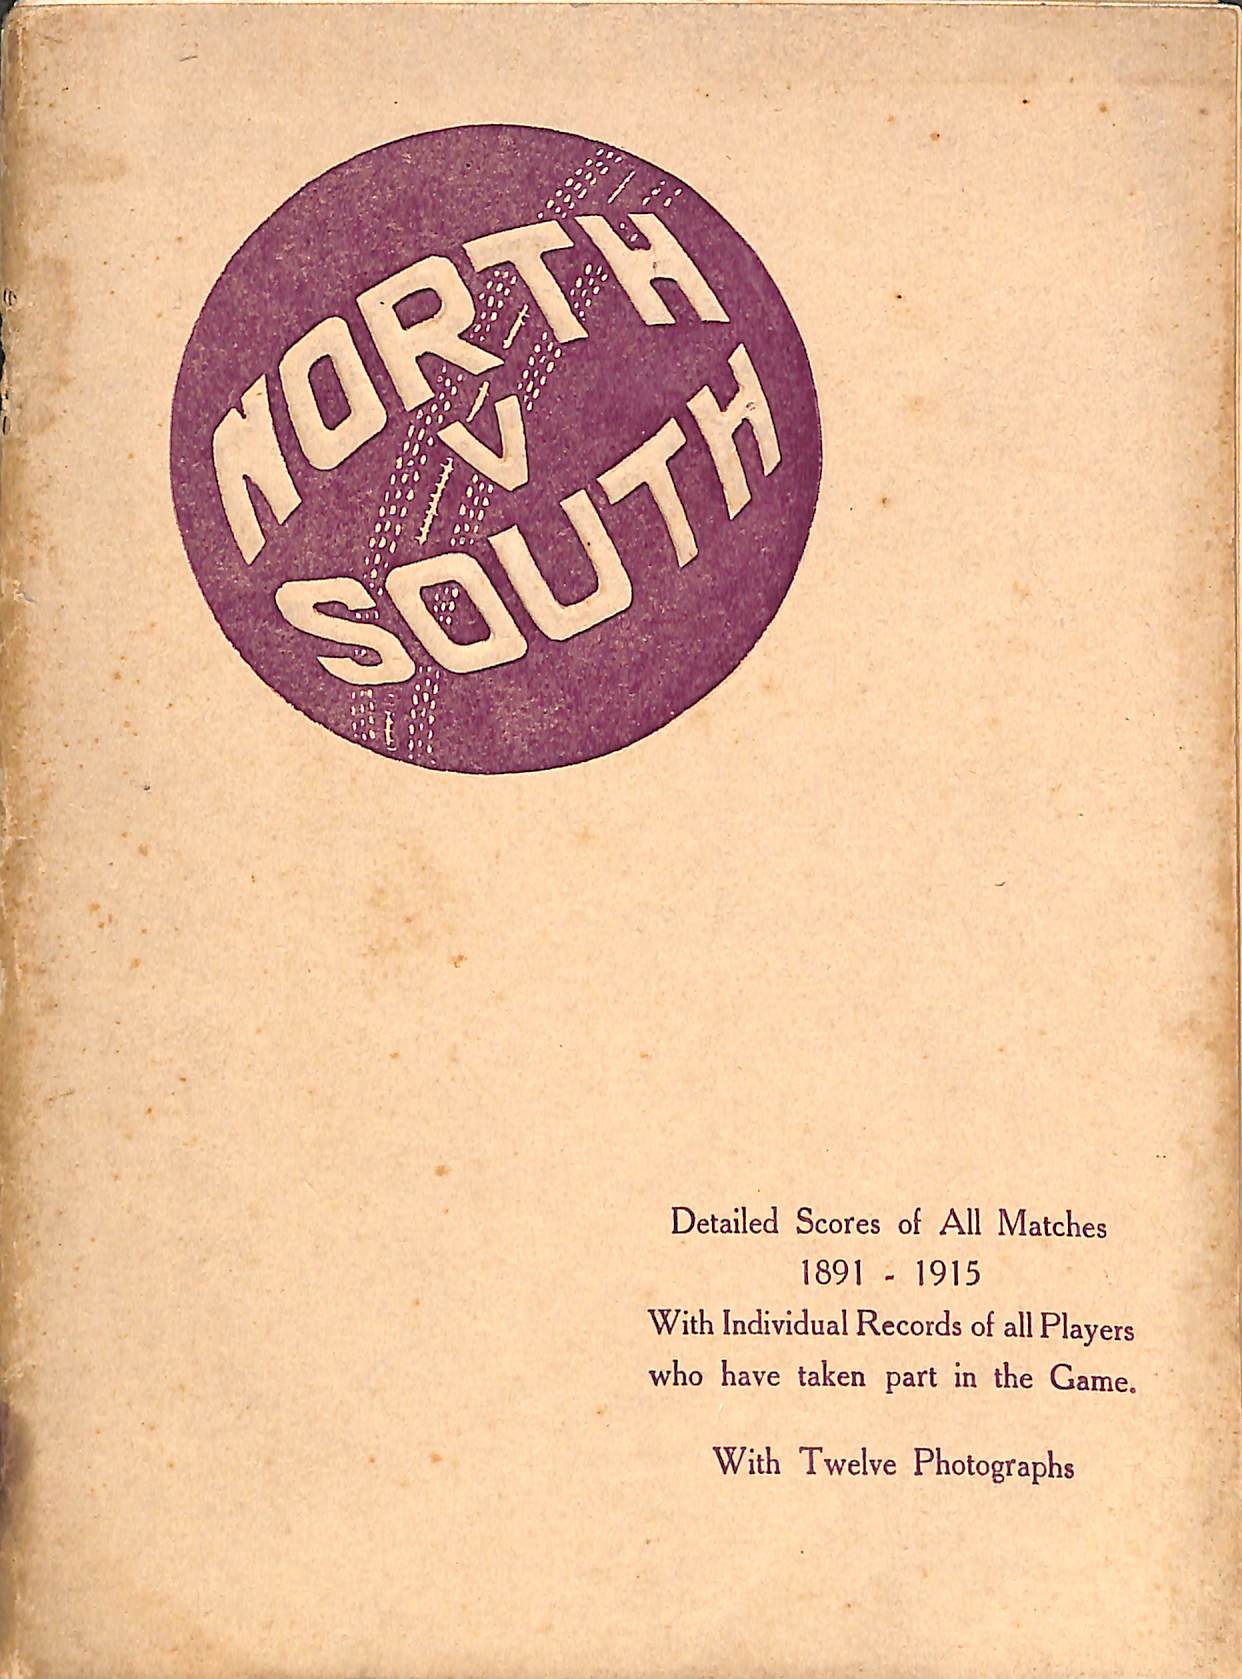 NORTH
V
SOUTH
Detailed Scores of All Matches
1891 - 1915
With Individual Records of all Players
who have taken part in the Game.
With Twelve Photographs